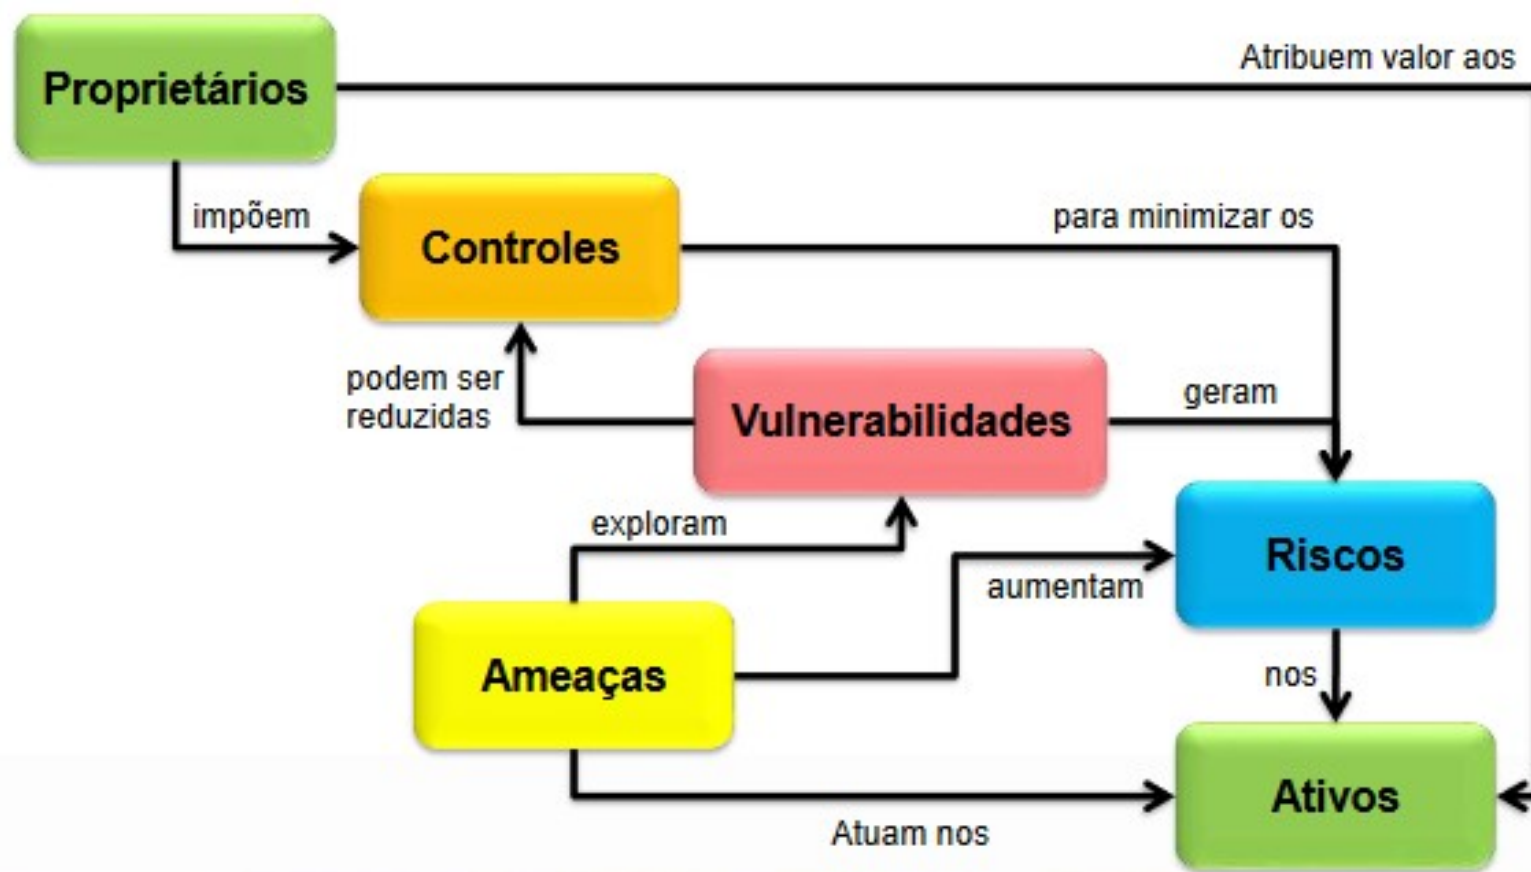 Proprietários
Atribuem valor aos
impõem
Controles
para minimizar os
podem ser
reduzidas
Vulnerabilidades
geram
exploram
Riscos
aumentam
Ameaças
nos
Ativos
Atuam nos